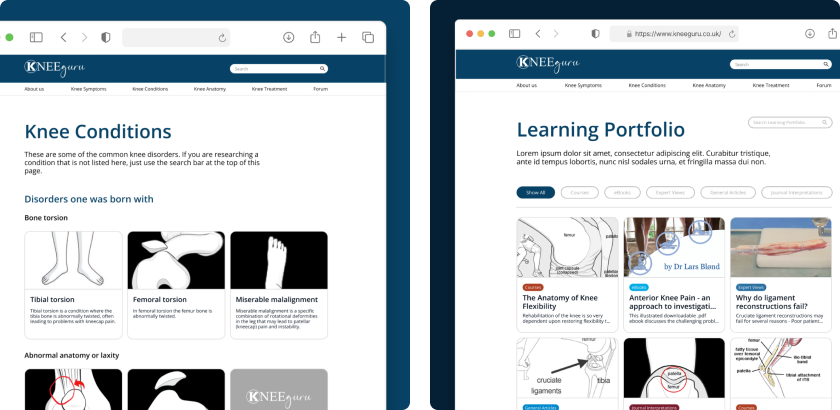 KNEEguru
Search
About us
Knee Symptoms
Knee Conditions
Knee Anatomy
Knee Treatment
Forum
Knee Conditions
These are some of the common knee disorders. If you are researching a
condition that is not listed here, just use the search bar at the top of this
page.
Disorders one was born with
Bone torsion
Tibial torsion
Tibial torsion is a condition where the
tibia bone is abnormally twisted, often
leading to problems with kneecap pain.
Femoral torsion
In femoral torsion the femur bone is
abnormally twisted.
Miserable malalignment
Miserable malalignment is a specific
combination of rotational deformities
in the leg that may lead to patellar
(kneecap) pain and instability.
Abnormal anatomy or laxity
KNEEguru
https://www.kneeguru.co.uk/
KNEEguru
Search
About us
Knee Symptoms
Knee Conditions
Knee Anatomy
Knee Treatment
Forum
Learning Portfolio
Search Learning Portfolio
Lorem ipsum dolor sit amet, consectetur adipiscing elit. Curabitur tristique,
ante id tempus lobortis, nunc nisl sodales urna, et fringilla massa dui non.
Show All
Courses
eBooks
Expert Views
General Articles
Journal Interpretations
femur
patella
joint capsule
(collapsed)
patellar
Courses
The Anatomy of Knee
Flexibility
Rehabilitation of the knee is so very
dependent upon restoring flexibility t...
by Dr Lars Blønd
eBooks
Anterior Knee Pain - an
approach to investigati...
This illustrated downloadable .pdf
ebook discusses the challenging probl...
Expert Views
Why do ligament
reconstructions fail?
Cruciate ligament reconstructions may
fail for several reasons - Poor patient...
cruciate
ligaments
tibia
General Articles
patella
femur
Journal Interpretations
femur
fatty tissue
over femoral
epicondyle
ilio-tibial
band
tibial attachment
of ITB
Courses